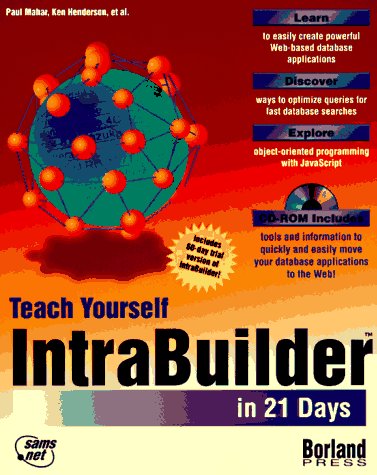 Paul Mahar, Ken Henderson, et al.
Learn
to easily create powerful
Web-based database
applications
Discover
ways to optimize queries for
fast database searches
Explore
object-oriented programming
with JavaScript
CD-ROM Includes
tools and information to
quickly and easily move
your database applications
to the Web!
Includes
60-day trial
version of
IntraBuilder!
Teach Yourself
IntraBuilder™
in 21 Days
sams
.net
Borland
PRESS